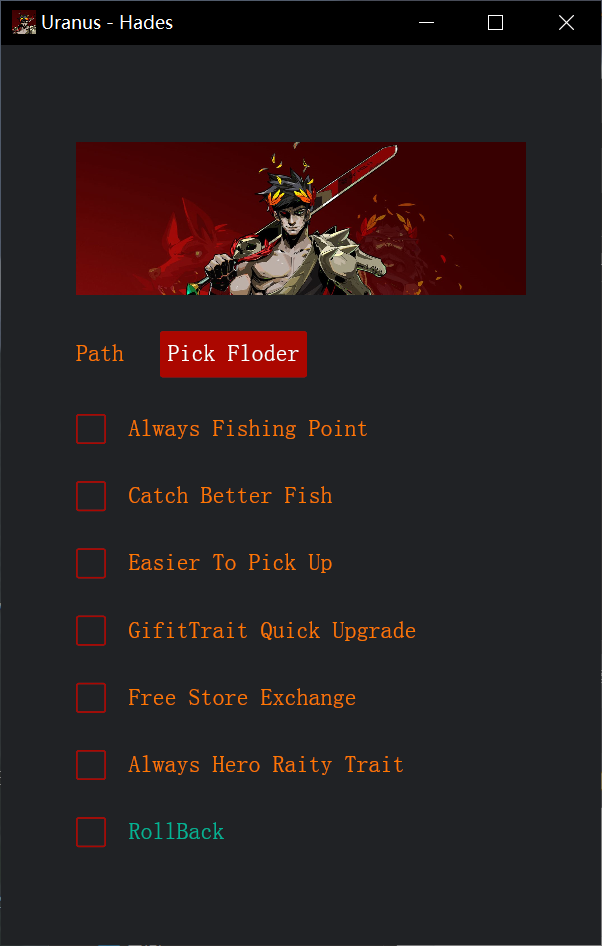 Uranus - Hades
Path
Pick Floder
Always Fishing Point
Catch Better Fish
Easier To Pick Up
GifitTrait Quick Upgrade
Free Store Exchange
Always Hero Raity Trait
RollBack